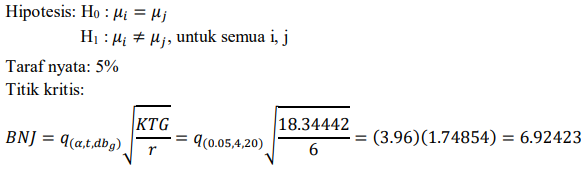 Hipotesis: H₀ : μᵢ = μⱼ
H₁ : μᵢ ≠ μⱼ, untuk semua i, j
Taraf nyata: 5%
Titik kritis:
BNJ = q₍α,t,db_g₎ √(KTG/r) = q₍0.05,4,20₎ √(18.34442/6) = (3.96)(1.74854) = 6.92423